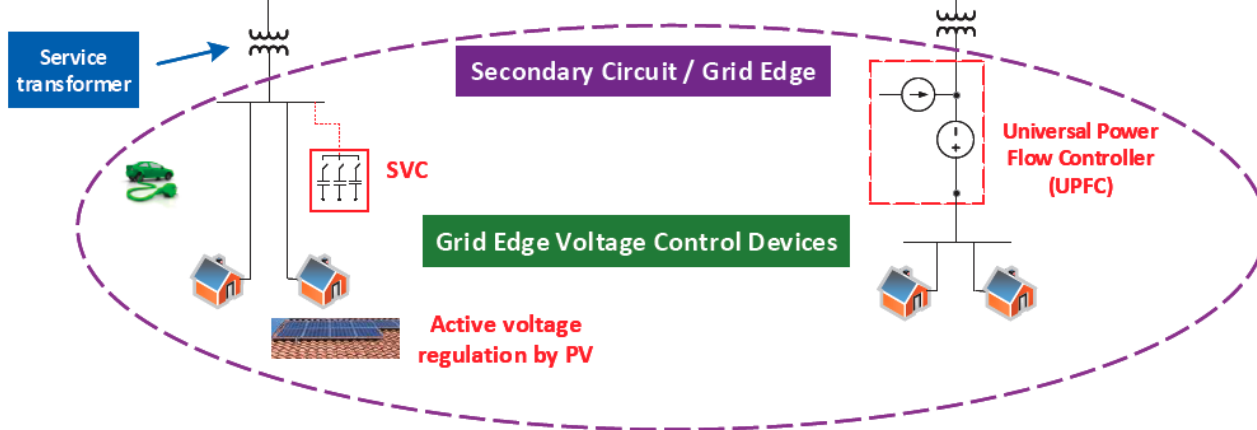 Service
transformer
Secondary Circuit / Grid Edge
SVC
Universal Power
Flow Controller
(UPFC)
Grid Edge Voltage Control Devices
Active voltage
regulation by PV